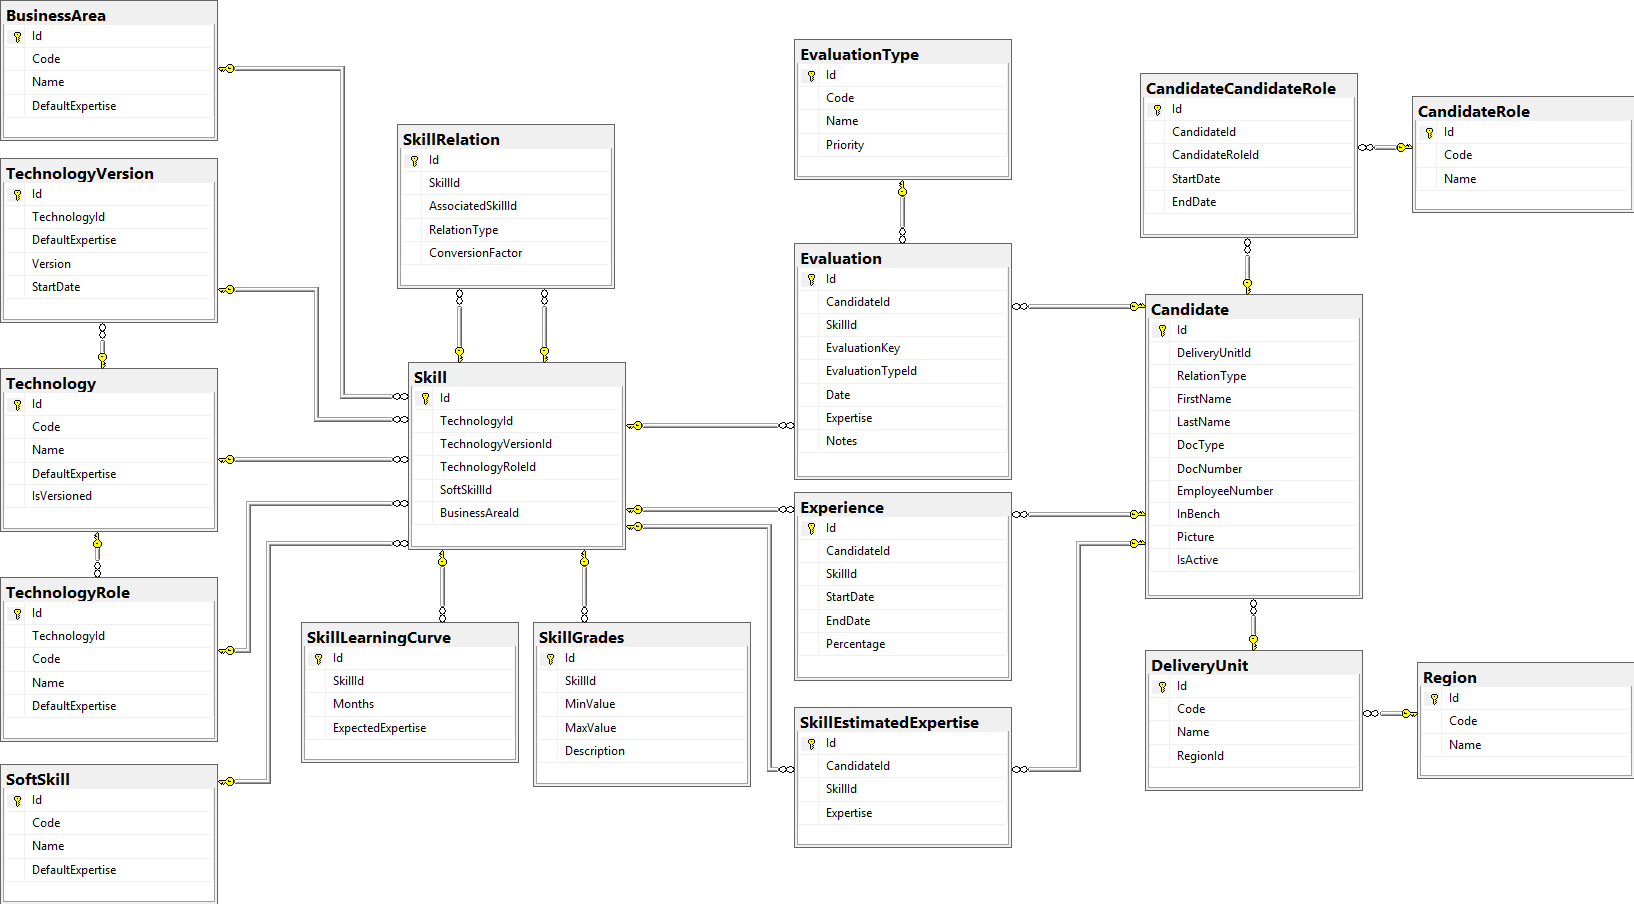 BusinessArea
Id
Code
Name
DefaultExpertise
TechnologyVersion
Id
TechnologyId
DefaultExpertise
Version
StartDate
Technology
Id
Code
Name
DefaultExpertise
IsVersioned
TechnologyRole
Id
TechnologyId
Code
Name
DefaultExpertise
SoftSkill
Id
Code
Name
DefaultExpertise
SkillRelation
Id
SkillId
AssociatedSkillId
RelationType
ConversionFactor
Skill
Id
TechnologyId
TechnologyVersionId
TechnologyRoleId
SoftSkillId
BusinessAreaId
SkillLearningCurve
Id
SkillId
Months
ExpectedExpertise
SkillGrades
Id
SkillId
MinValue
MaxValue
Description
EvaluationType
Id
Code
Name
Priority
Evaluation
Id
CandidateId
SkillId
EvaluationKey
EvaluationTypeId
Date
Expertise
Notes
Experience
Id
CandidateId
SkillId
StartDate
EndDate
Percentage
SkillEstimatedExpertise
Id
CandidateId
SkillId
Expertise
CandidateCandidateRole
Id
CandidateId
CandidateRoleId
StartDate
EndDate
CandidateRole
Id
Code
Name
Candidate
Id
DeliveryUnitId
RelationType
FirstName
LastName
DocType
DocNumber
EmployeeNumber
InBench
Picture
IsActive
DeliveryUnit
Id
Code
Name
RegionId
Region
Id
Code
Name